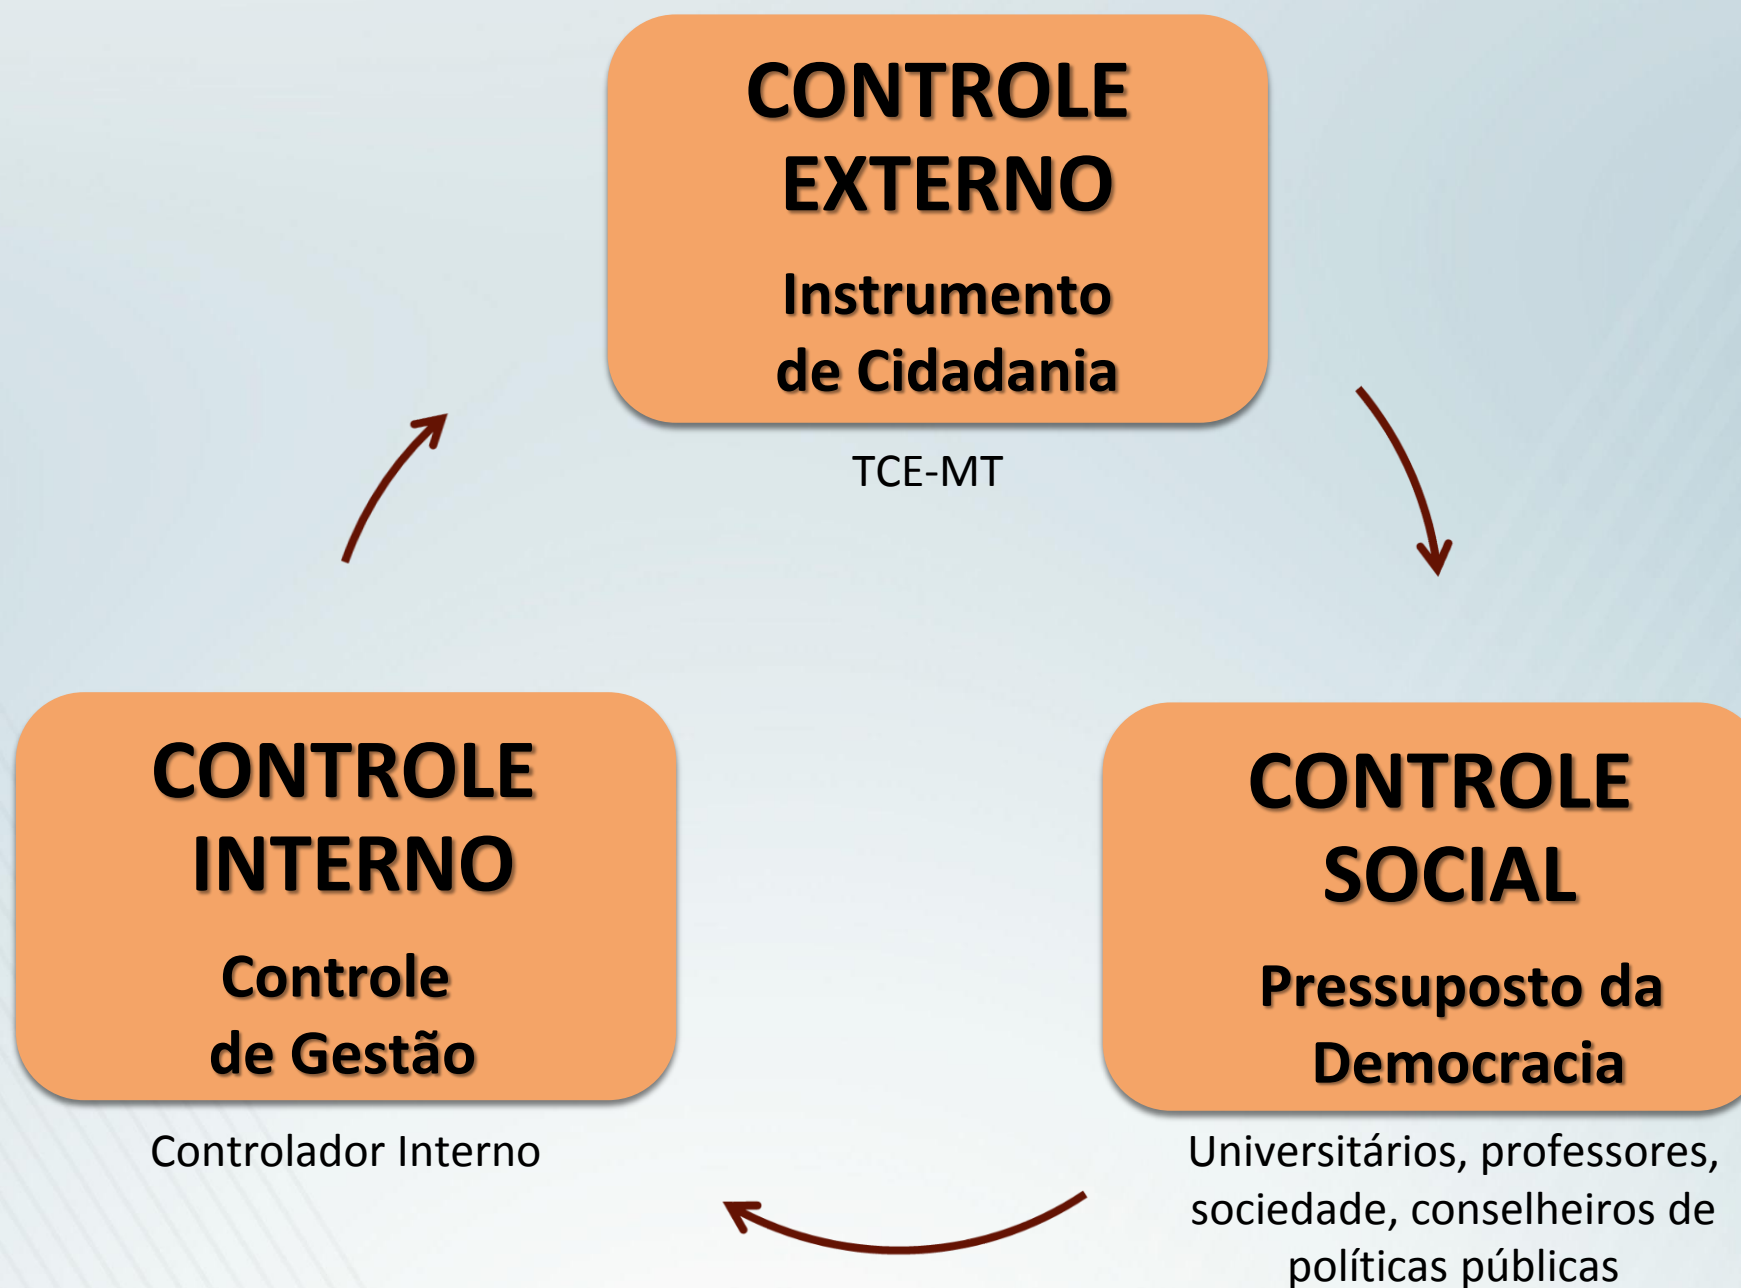 CONTROLE
EXTERNO
Instrumento
de Cidadania
TCE-MT
CONTROLE
INTERNO
Controle
de Gestão
Controlador Interno
CONTROLE
SOCIAL
Pressuposto da
Democracia
Universitários, professores,
sociedade, conselheiros de
políticas públicas